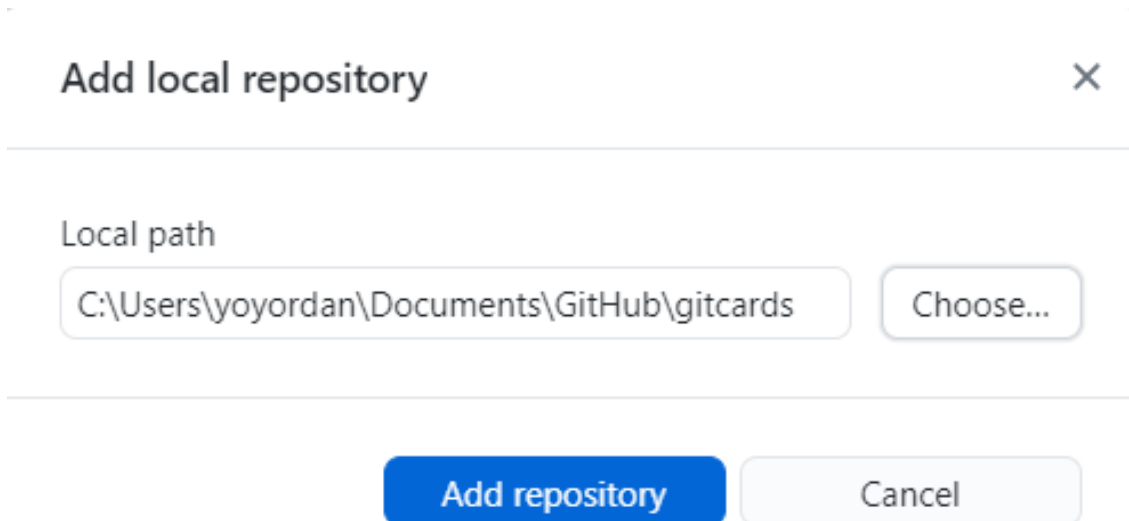 Add local repository
Local path
C:\Users\yoyordan\Documents\GitHub\gitcards
Choose...
Add repository
Cancel